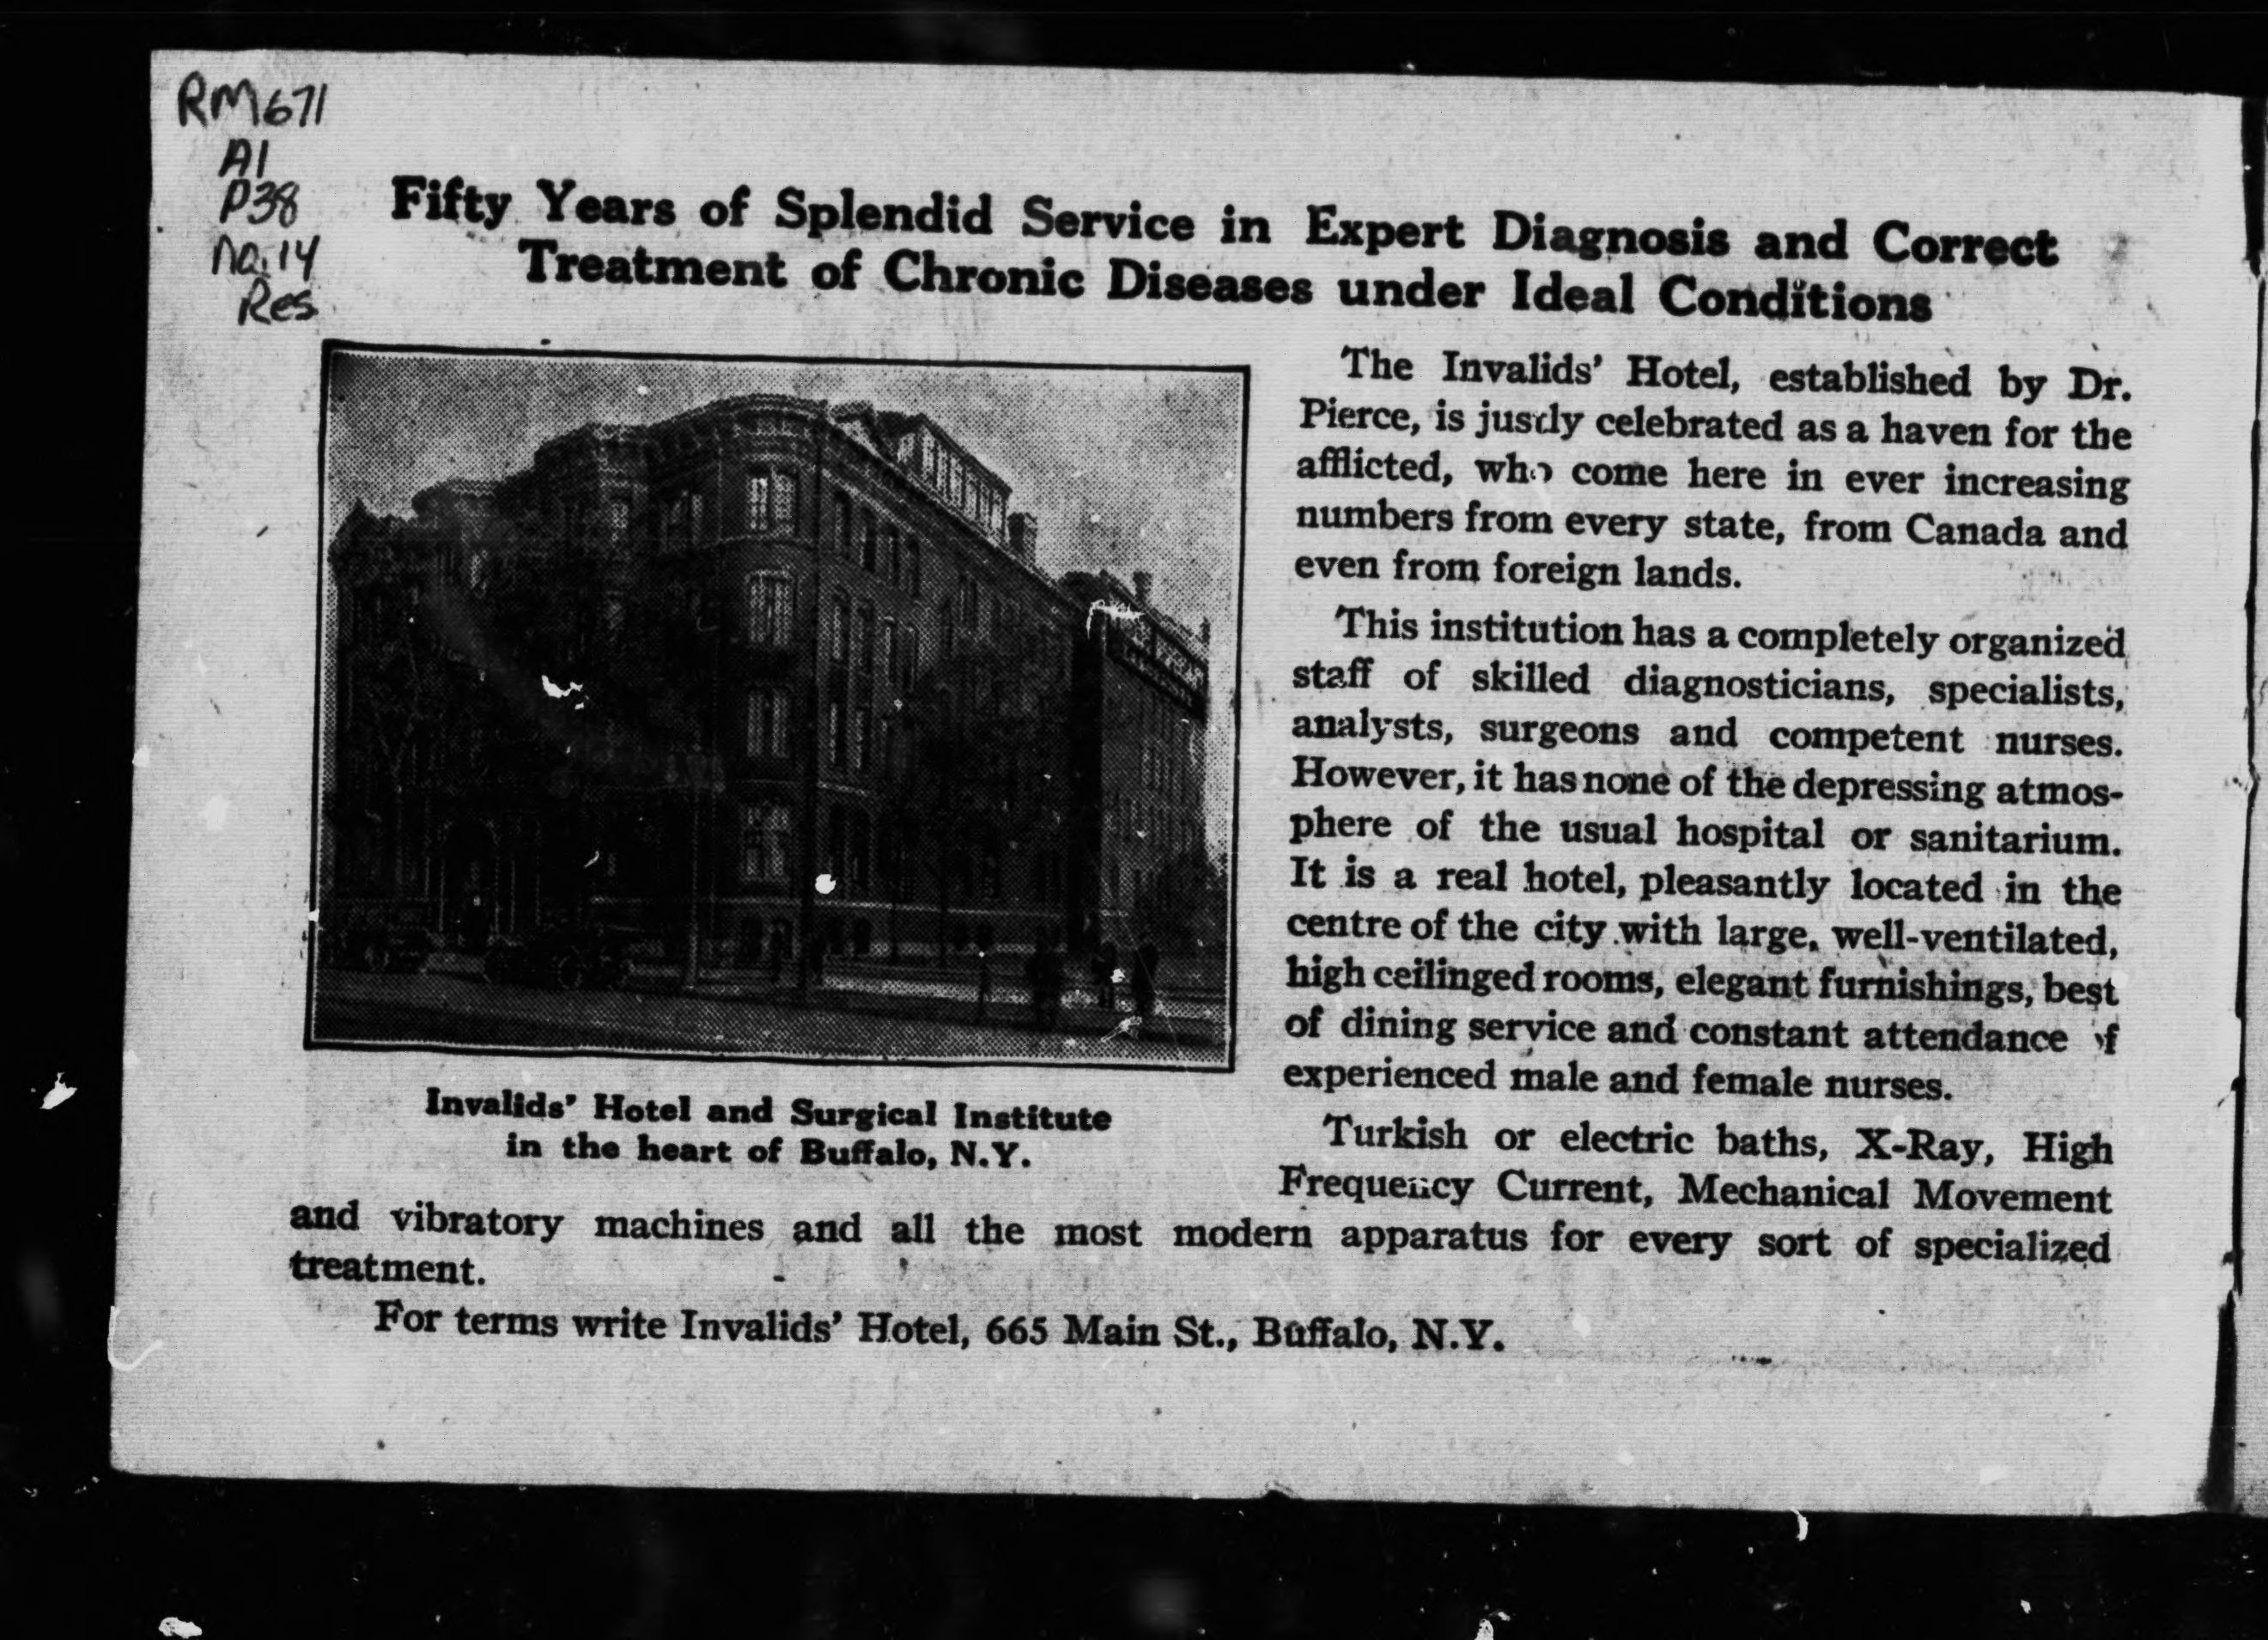 RM671
A1
P38
no.14
Res
Fifty Years of Splendid Service in Expert Diagnosis and Correct
Treatment of Chronic Diseases under Ideal Conditions
The Invalids' Hotel, established by Dr.
Pierce, is justly celebrated as a haven for the
afflicted, who come here in ever increasing
numbers from every state, from Canada and
even from foreign lands.
This institution has a completely organized
staff of skilled diagnosticians, specialists,
analysts, surgeons and competent nurses.
However, it has none of the depressing atmos-
phere of the usual hospital or sanitarium.
It is a real hotel, pleasantly located in the
centre of the city with large, well-ventilated,
high ceilinged rooms, elegant furnishings, best
of dining service and constant attendance of
experienced male and female nurses.
Invalids' Hotel and Surgical Institute
in the heart of Buffalo, N.Y.
Turkish or electric baths, X-Ray, High
Frequency Current, Mechanical Movement
and vibratory machines and all the most modern apparatus for every sort of specialized
treatment.
For terms write Invalids' Hotel, 665 Main St., Buffalo, N.Y.